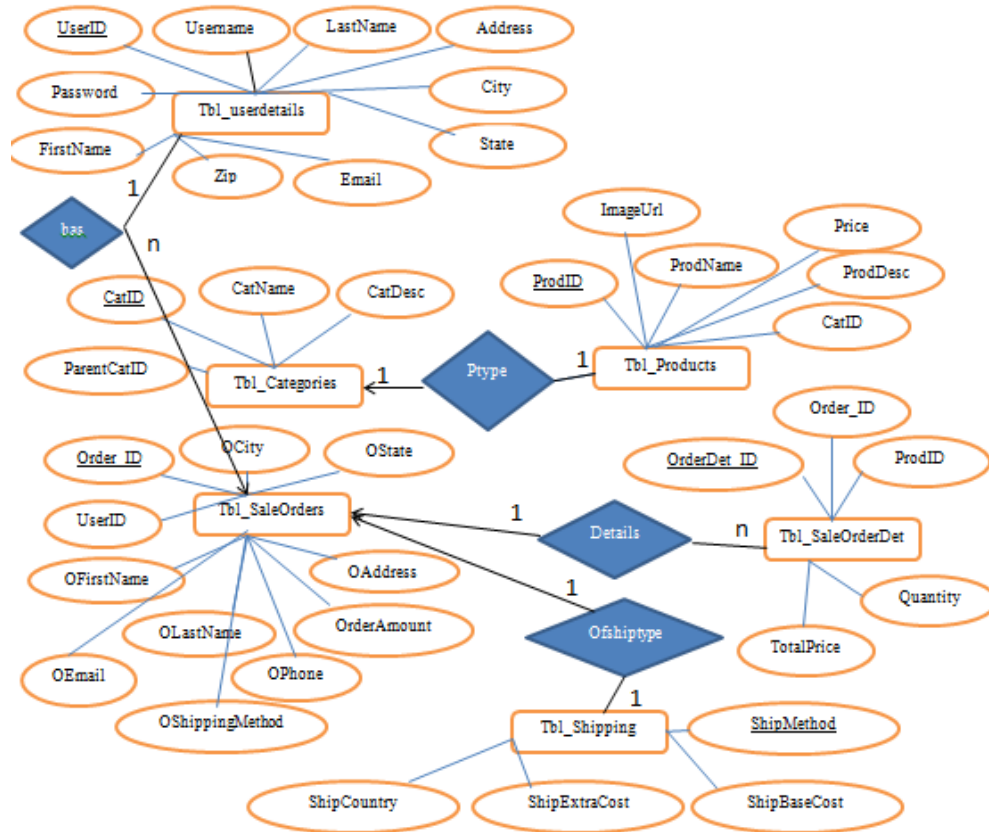 UserID
Username
LastName
Address
Password
City
Tbl_userdetails
State
FirstName
Zip
Email
1
has
n
ImageUrl
Price
ProdName
ProdID
ProdDesc
CatID
CatName
CatDesc
CatID
ParentCatID
Tbl_Categories
1
Ptype
1
Tbl_Products
Order_ID
OCity
OState
Order_ID
OrderDet_ID
ProdID
UserID
Tbl_SaleOrders
1
Details
n
Tbl_SaleOrderDet
OFirstName
OAddress
1
Quantity
OLastName
OrderAmount
Ofshiptype
TotalPrice
OEmail
OPhone
OShippingMethod
1
Tbl_Shipping
ShipMethod
ShipCountry
ShipExtraCost
ShipBaseCost